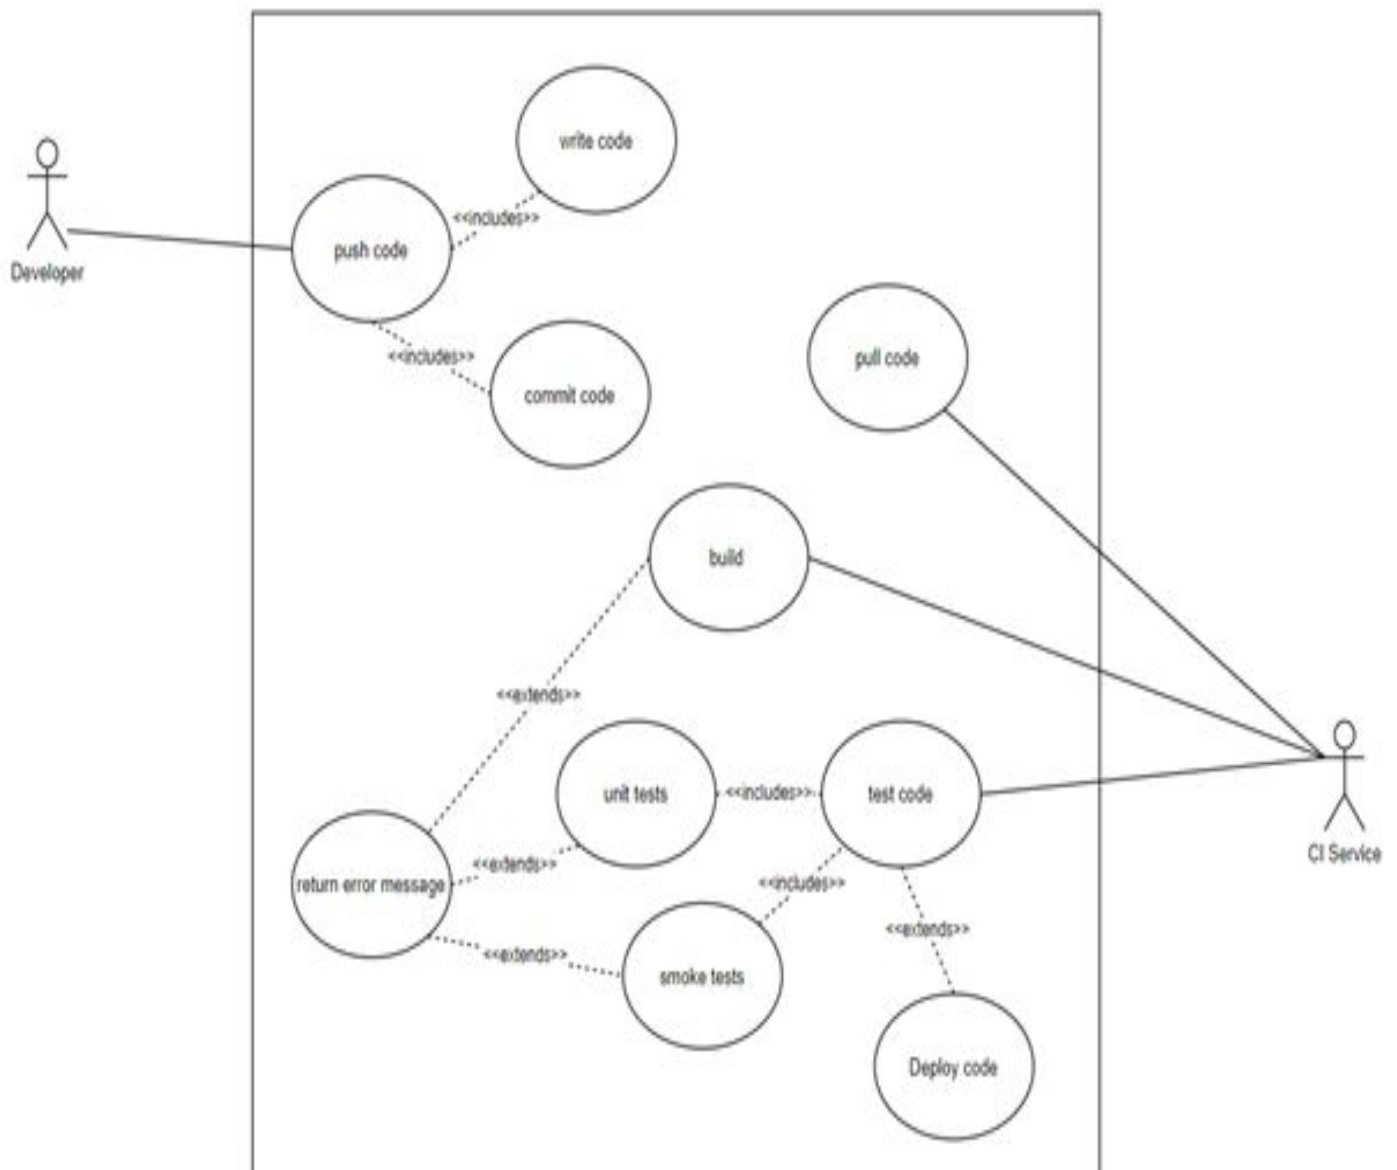 write code
<<includes>>
push code
Developer
<<includes>>
commit code
pull code
build
<<extends>>
unit tests
<<includes>>
test code
<<extends>>
return error message
<<includes>>
<<extends>>
<<extends>>
smoke tests
Deploy code
CI Service